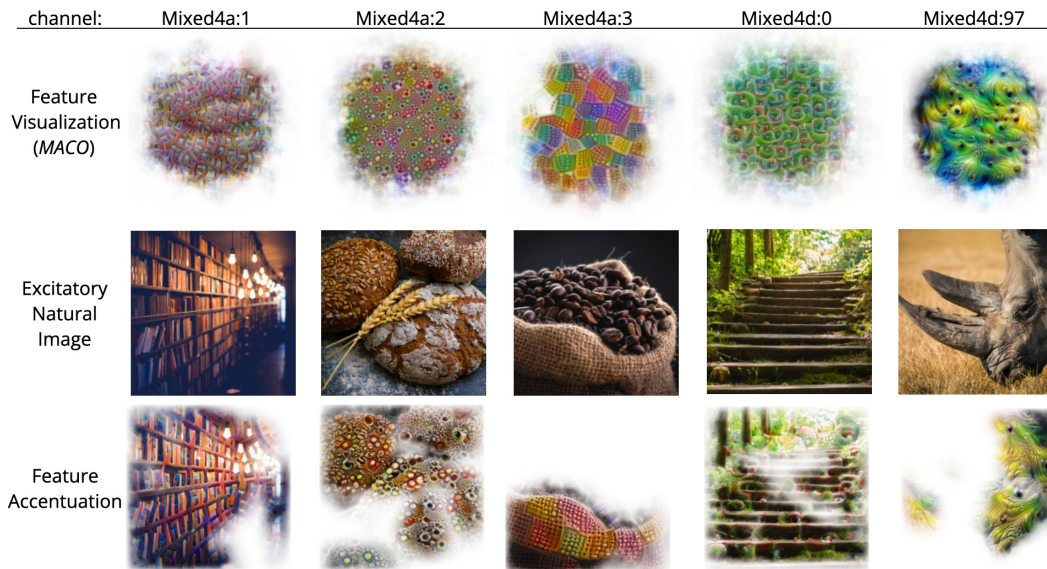 channel: Mixed4a:1 Mixed4a:2 Mixed4a:3 Mixed4d:0 Mixed4d:97
Feature
Visualization
(MACO)
Excitatory
Natural
Image
Feature
Accentuation